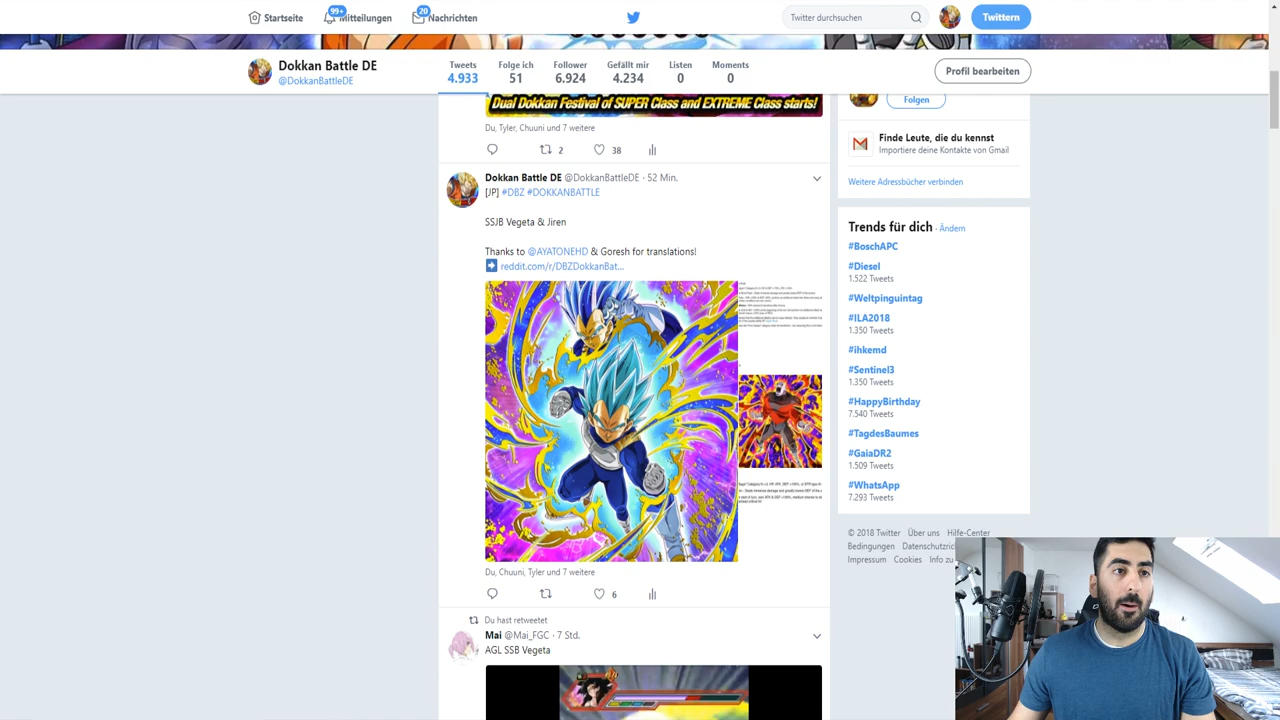 Startseite
99+
Mitteilungen
20
Nachrichten
Twitter durchsuchen
Twittern
Dokkan Battle DE
@DokkanBattleDE
Tweets
4.933
Folge ich
51
Follower
6.924
Gefällt mir
4.234
Listen
0
Moments
0
Profil bearbeiten
Dual Dokkan Festival of SUPER Class and EXTREME Class starts!
Du, Tyler, Chuuni und 7 weitere
2
38
Dokkan Battle DE @DokkanBattleDE · 52 Min.
[JP] #DBZ #DOKKANBATTLE
SSJB Vegeta & Jiren
Thanks to @AYATONEHD & Goresh for translations!
reddit.com/r/DBZDokkanBat...
Du, Chuuni, Tyler und 7 weitere
6
Du hast retweetet
Mai @Mai_FGC · 7 Std.
AGL SSB Vegeta
Folgen
Finde Leute, die du kennst
Importiere deine Kontakte von Gmail
Weitere Adressbücher verbinden
Trends für dich · Ändern
#BoschAPC
#Diesel
1.522 Tweets
#Weltpinguintag
#ILA2018
1.350 Tweets
#ihkemd
#Sentinel3
1.350 Tweets
#HappyBirthday
7.540 Tweets
#TagdesBaumes
#GaiaDR2
1.509 Tweets
#WhatsApp
7.293 Tweets
© 2018 Twitter Über uns Hilfe-Center
Bedingungen Datenschutzric
Impressum Cookies Info zu